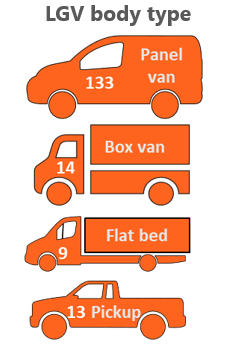 LGV body type
Panel
van
133
Box van
14
Flat bed
9
13 Pickup